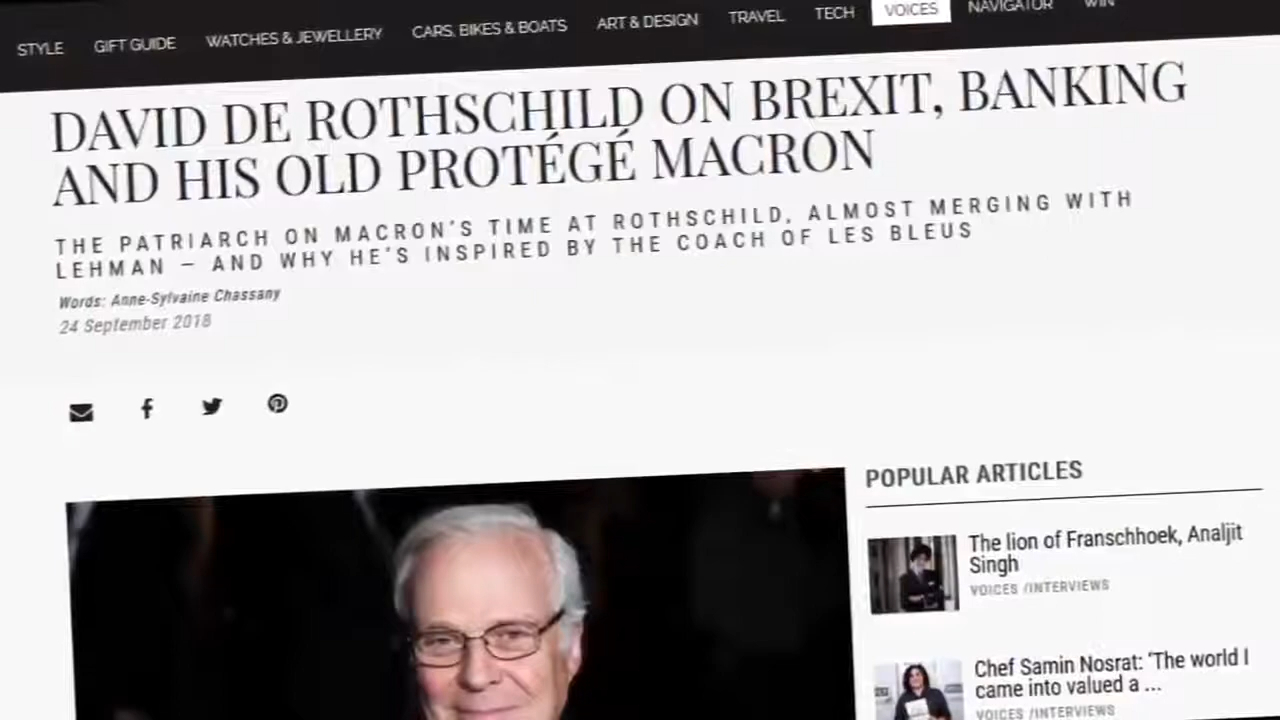 STYLE GIFT GUIDE WATCHES & JEWELLERY CARS, BIKES & BOATS ART & DESIGN TRAVEL TECH VOICES NAVIGATOR WIN
DAVID DE ROTHSCHILD ON BREXIT, BANKING
AND HIS OLD PROTÉGÉ MACRON
THE PATRIARCH ON MACRON'S TIME AT ROTHSCHILD, ALMOST MERGING WITH
LEHMAN – AND WHY HE'S INSPIRED BY THE COACH OF LES BLEUS
Words: Anne-Sylvaine Chassany
24 September 2018
POPULAR ARTICLES
The lion of Franschhoek, Analjit
Singh
VOICES /INTERVIEWS
Chef Samin Nosrat: 'The world I
came into valued a ...
VOICES /INTERVIEWS